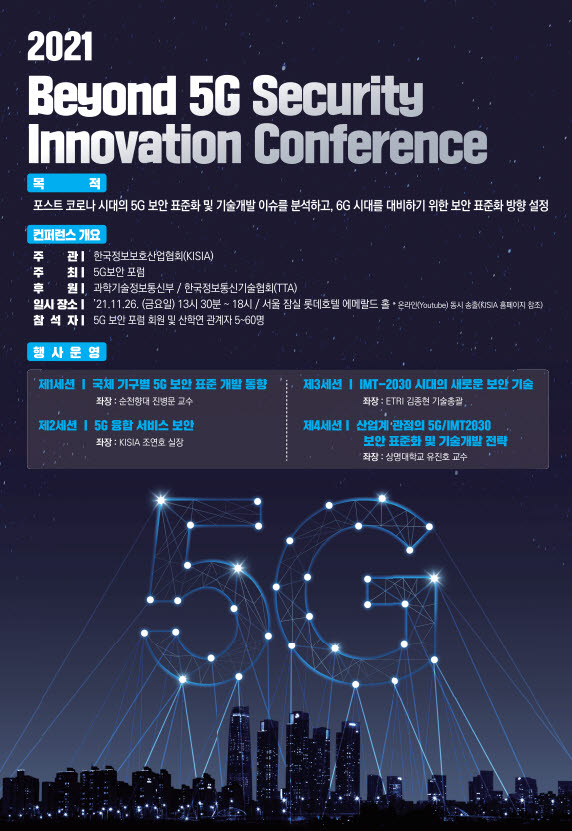 2021
Beyond 5G Security
Innovation Conference
목 적
포스트 코로나 시대의 5G 보안 표준화 및 기술개발 이슈를 분석하고, 6G 시대를 대비하기 위한 보안 표준화 방향 설정
컨퍼런스 개요
주 관 | 한국정보보호산업협회(KISIA)
주 최 | 5G보안 포럼
후 원 | 과학기술정보통신부 / 한국정보통신기술협회(TTA)
일시 장소 | '21.11.26. (금요일) 13시 30분 ~ 18시 / 서울 잠실 롯데호텔 에메랄드 홀 * 온라인(Youtube) 동시 송출(KISIA 홈페이지 참조)
참 석 자 | 5G 보안 포럼 회원 및 산학연 관계자 5~60명
행 사 운 영
제1세션 | 국제 기구별 5G 보안 표준 개발 동향
좌장 : 순천향대 진병문 교수
제2세션 | 5G 융합 서비스 보안
좌장 : KISIA 조연호 실장
제3세션 | IMT-2030 시대의 새로운 보안 기술
좌장 : ETRI 김종현 기술총괄
제4세션 | 산업계 관점의 5G/IMT2030
보안 표준화 및 기술개발 전략
좌장 : 상명대학교 유진호 교수
5G